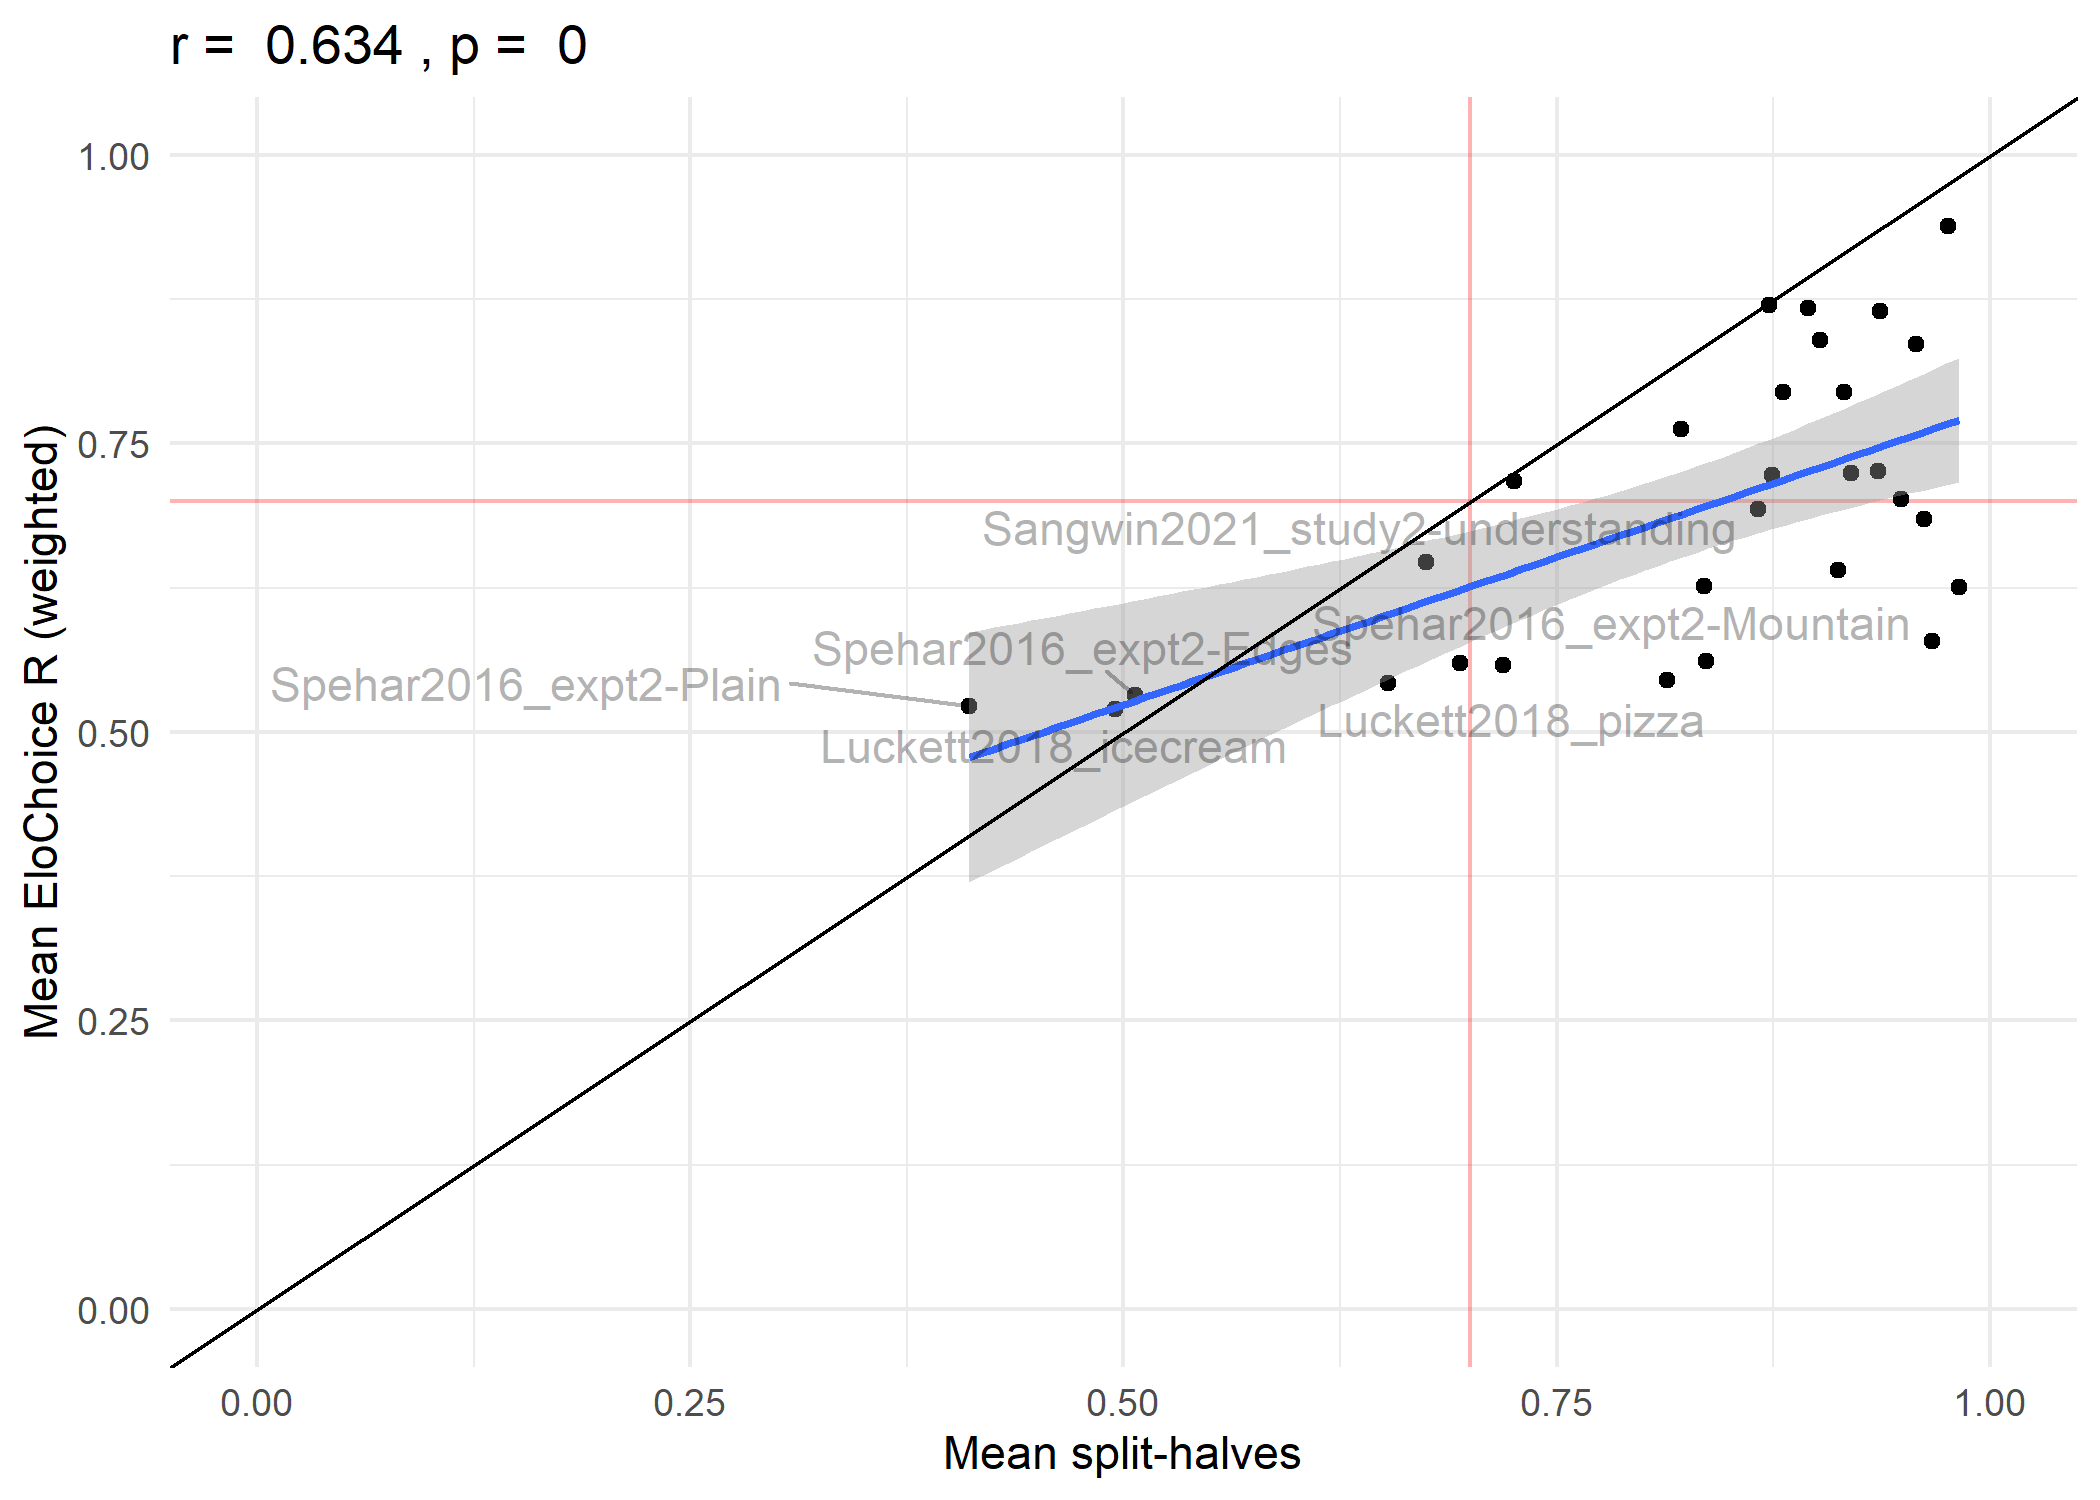 r =  0.634 , p =  0
Mean EloChoice R (weighted)
1.00
0.75
0.50
0.25
0.00
Sangwin2021_study2-understanding
Spehar2016_expt2-Mountain
Spehar2016_expt2-Edges
Spehar2016_expt2-Plain
Luckett2018_pizza
Luckett2018_icecream
0.00 0.25 0.50 0.75 1.00
Mean split-halves